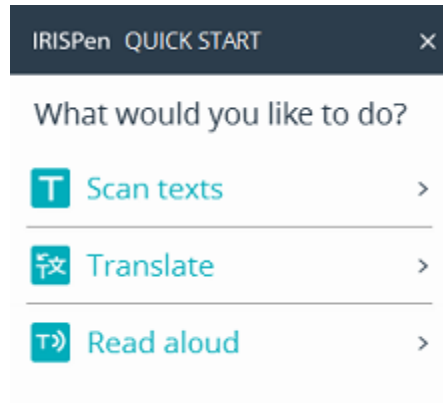 IRISPen QUICK START ×
What would you like to do?
Scan texts
Translate
Read aloud